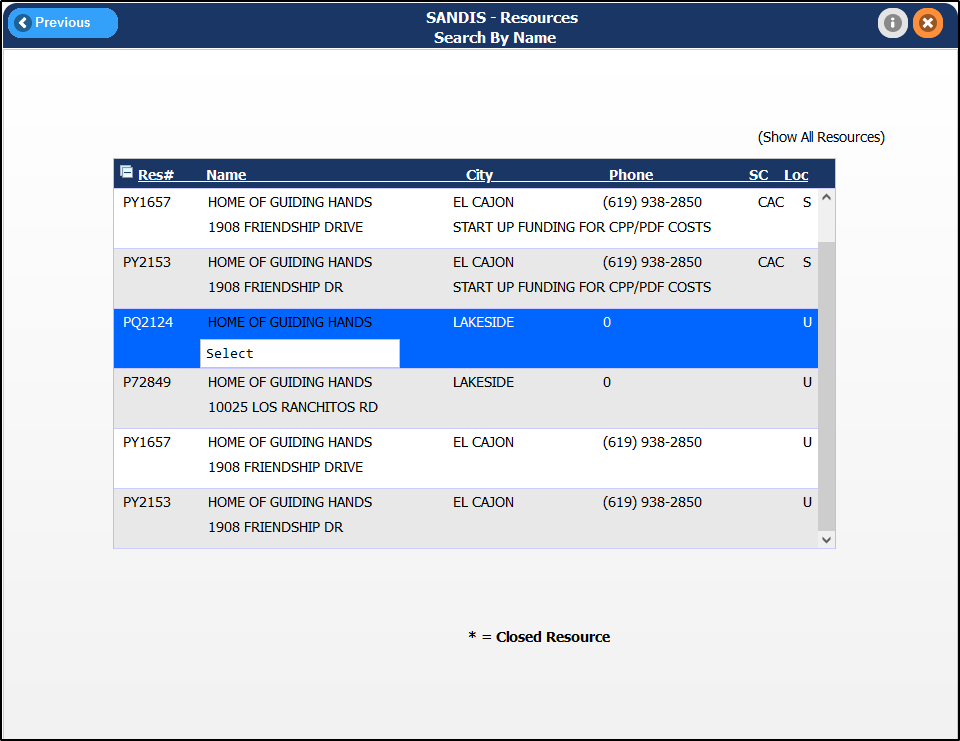 Previous
SANDIS - Resources
Search By Name
(Show All Resources)
Res# Name City Phone SC Loc
PY1657 HOME OF GUIDING HANDS EL CAJON (619) 938-2850 CAC S
1908 FRIENDSHIP DRIVE START UP FUNDING FOR CPP/PDF COSTS
PY2153 HOME OF GUIDING HANDS EL CAJON (619) 938-2850 CAC S
1908 FRIENDSHIP DR START UP FUNDING FOR CPP/PDF COSTS
PQ2124 HOME OF GUIDING HANDS LAKESIDE 0 U
Select
P72849 HOME OF GUIDING HANDS LAKESIDE 0 U
10025 LOS RANCHITOS RD
PY1657 HOME OF GUIDING HANDS EL CAJON (619) 938-2850 U
1908 FRIENDSHIP DRIVE
PY2153 HOME OF GUIDING HANDS EL CAJON (619) 938-2850 U
1908 FRIENDSHIP DR
* = Closed Resource